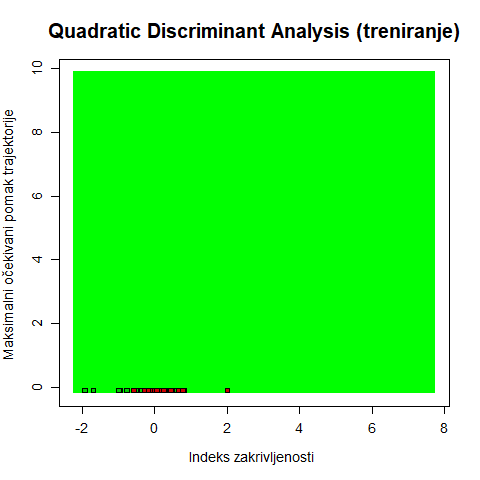 Quadratic Discriminant Analysis (treniranje)
Maksimalni očekivani pomak trajektorije
10
8
6
4
2
0
-2 0 2 4 6 8
Indeks zakrivljenosti